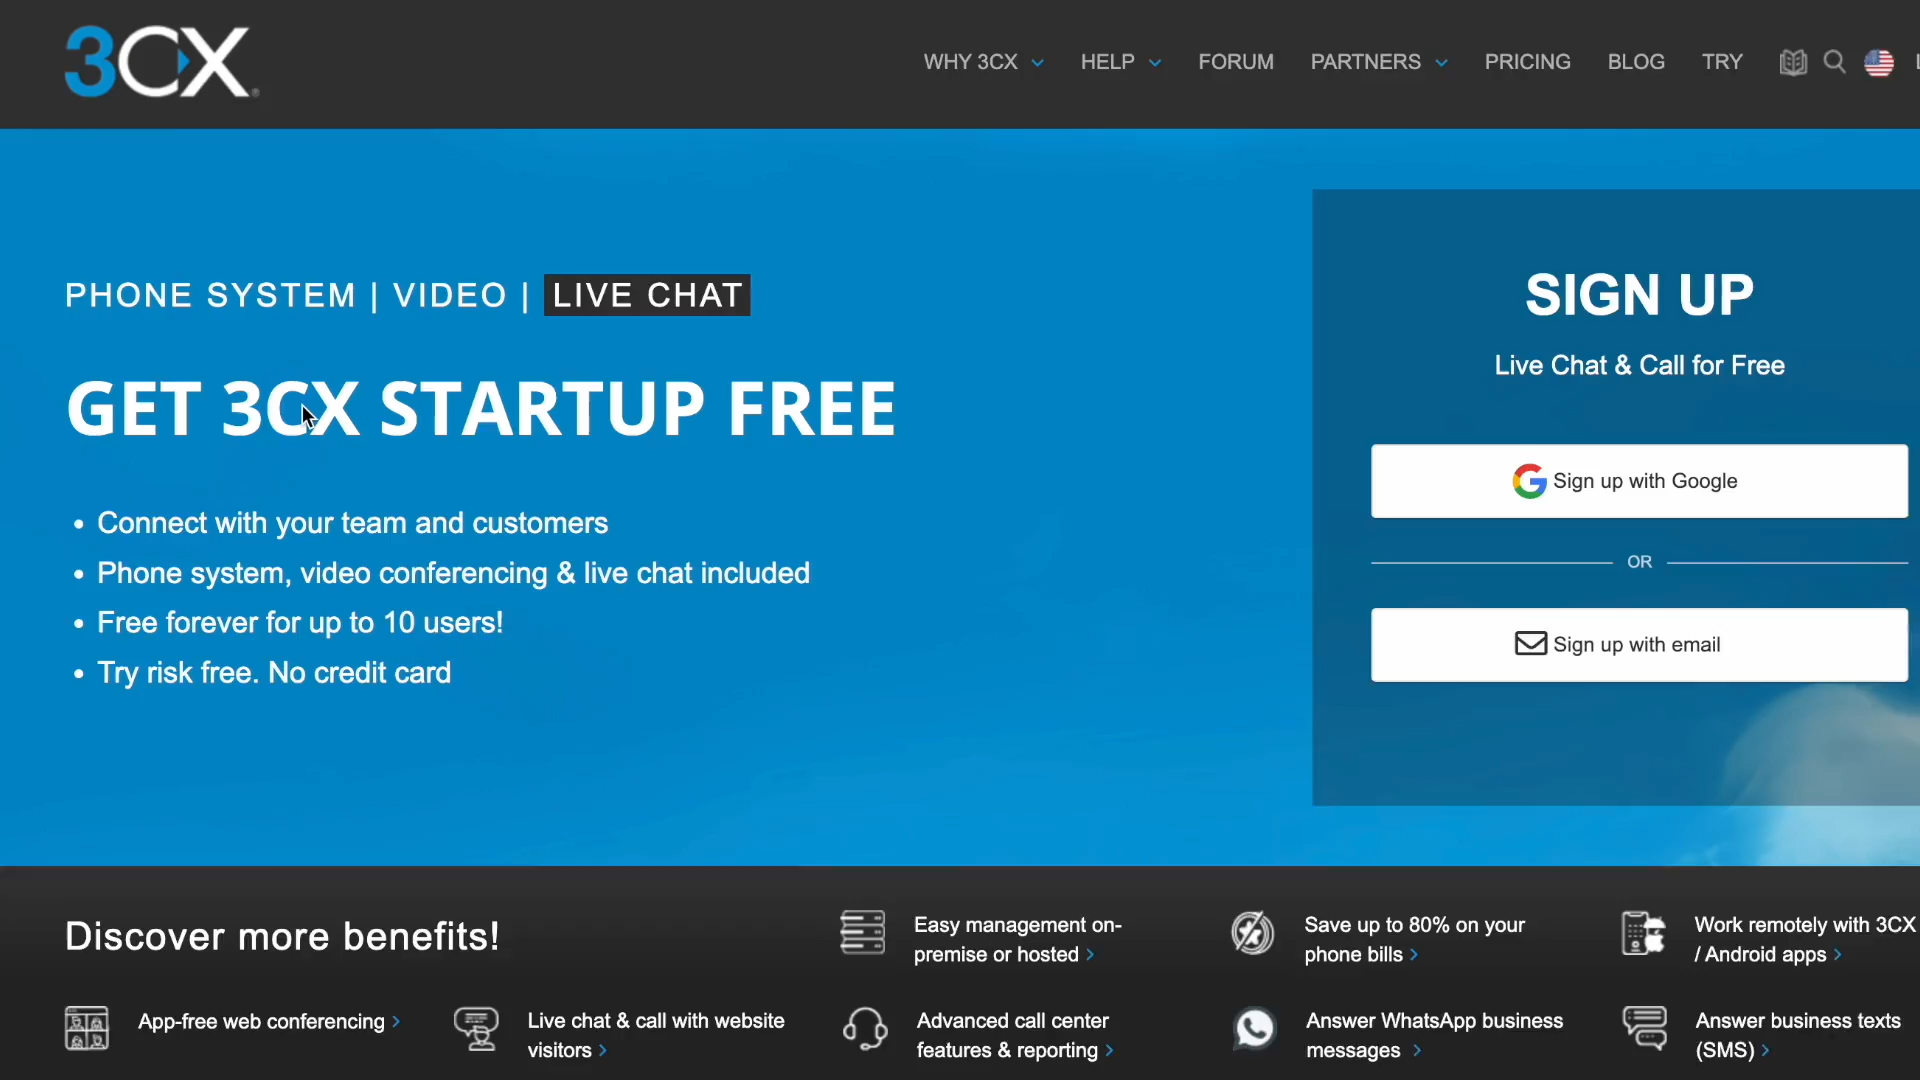 3CX
WHY 3CX
HELP
FORUM
PARTNERS
PRICING
BLOG
TRY
PHONE SYSTEM | VIDEO | LIVE CHAT
GET 3CX STARTUP FREE
• Connect with your team and customers
• Phone system, video conferencing & live chat included
• Free forever for up to 10 users!
• Try risk free. No credit card
SIGN UP
Live Chat & Call for Free
Sign up with Google
OR
Sign up with email
Discover more benefits!
Easy management on-
premise or hosted
Save up to 80% on your
phone bills
Work remotely with 3CX
/ Android apps
App-free web conferencing
Live chat & call with website
visitors
Advanced call center
features & reporting
Answer WhatsApp business
messages
Answer business texts
(SMS)